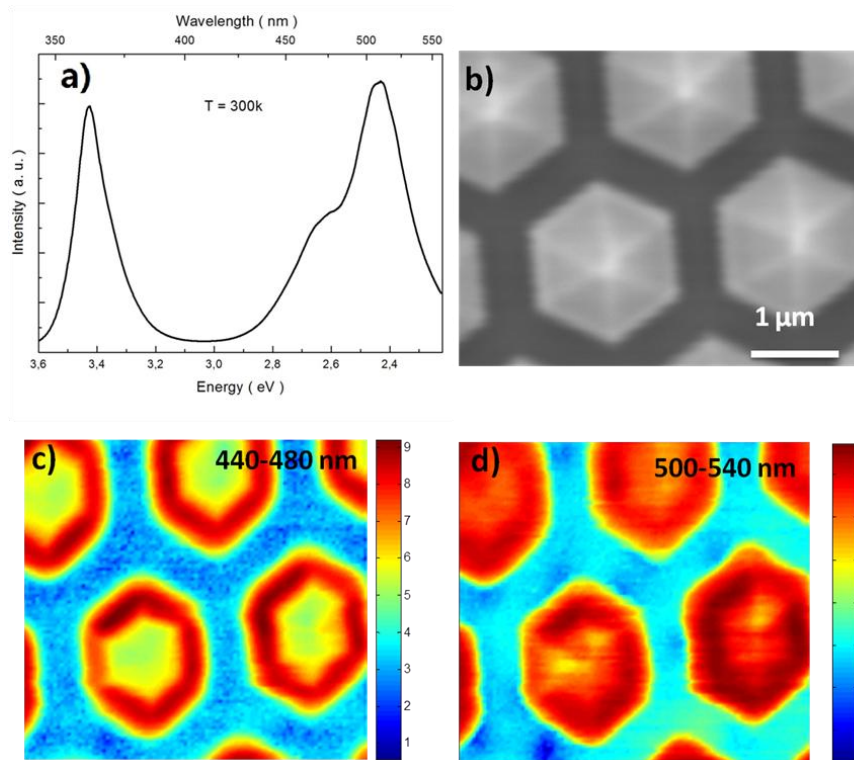 Wavelength ( nm )
350 400 450 500 550
a)
T = 300k
Intensity ( a. u. )
3,6 3,4 3,2 3,0 2,8 2,6 2,4
Energy ( eV )
b)
1 µm
c)
440-480 nm
9
8
7
6
5
4
3
2
1
d)
500-540 nm